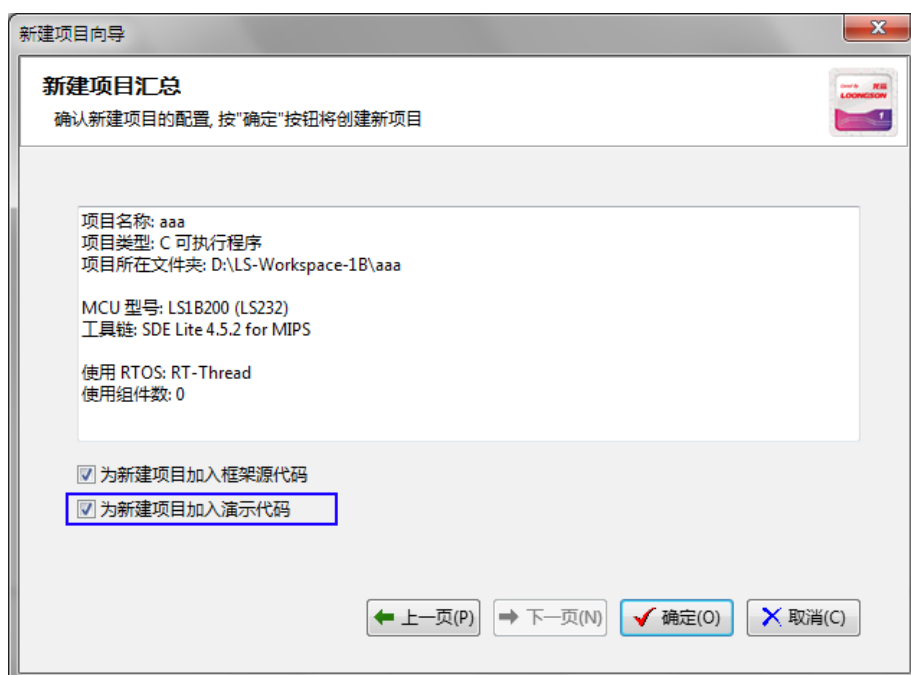 新建项目向导
新建项目汇总
确认新建项目的配置, 按"确定"按钮将创建新项目
龙芯
LOONGSON
1
项目名称: aaa
项目类型: C 可执行程序
项目所在文件夹: D:\LS-Workspace-1B\aaa
MCU 型号: LS1B200 (LS232)
工具链: SDE Lite 4.5.2 for MIPS
使用 RTOS: RT-Thread
使用组件数: 0
为新建项目加入框架源代码
为新建项目加入演示代码
上一页(P)
下一页(N)
确定(O)
取消(C)